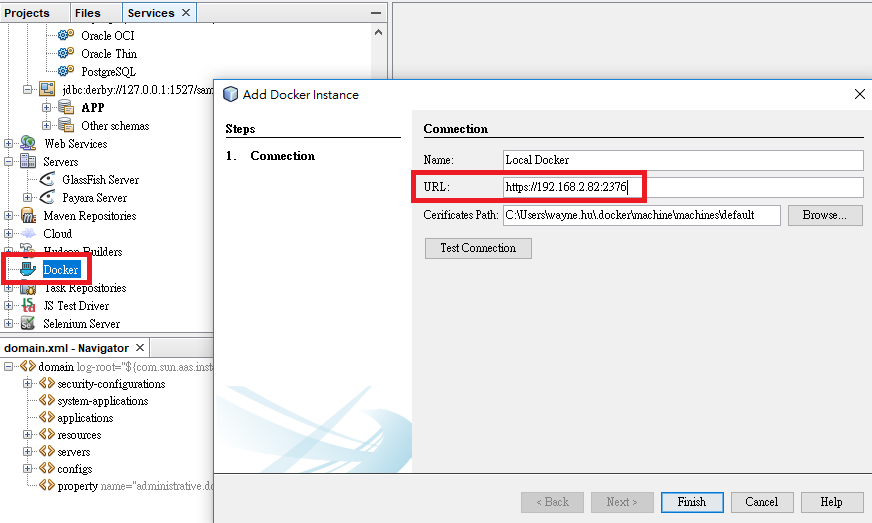 Projects Files Services
Oracle OCI
Oracle Thin
PostgreSQL
jdbc:derby://127.0.0.1:1527/sam
APP
Other schemas
Web Services
Servers
GlassFish Server
Payara Server
Maven Repositories
Cloud
Hudson Builders
Docker
Task Repositories
JS Test Driver
Selenium Server
domain.xml - Navigator
domain log-root="${com.sun.aas.inst
security-configurations
system-applications
applications
resources
servers
configs
property name="administrative.do
Add Docker Instance
Steps
1. Connection
Connection
Name: Local Docker
URL: https://192.168.2.82:2376
Cerificates Path: C:\Users\wayne.hu\.docker\machine\machines\default Browse...
Test Connection
< Back Next > Finish Cancel Help